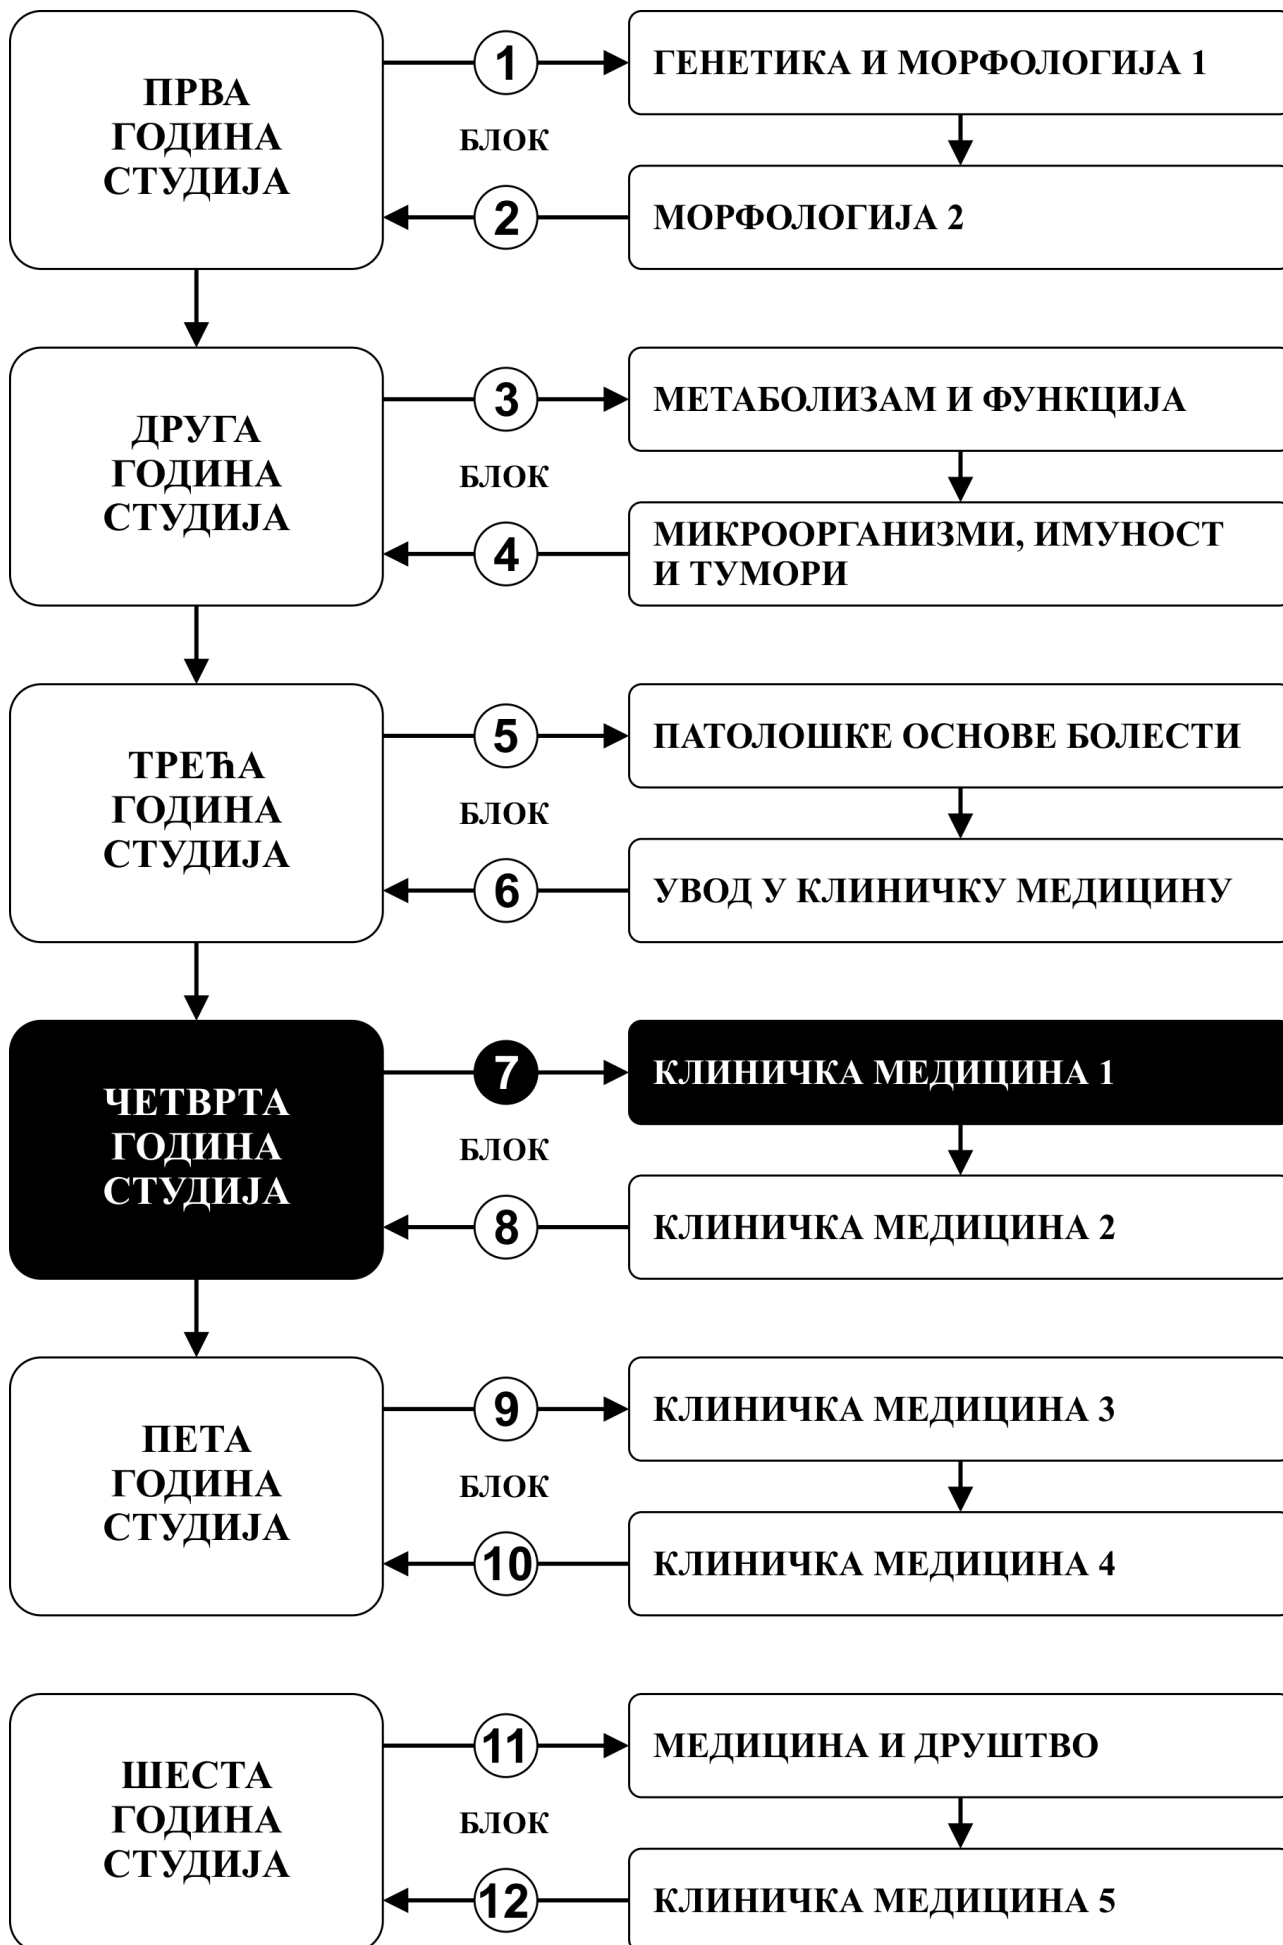 ПРВА
ГОДИНА
СТУДИЈА
1
БЛОК
2
ГЕНЕТИКА И МОРФОЛОГИЈА 1
МОРФОЛОГИЈА 2
ДРУГА
ГОДИНА
СТУДИЈА
3
БЛОК
4
МЕТАБОЛИЗАМ И ФУНКЦИЈА
МИКРООРГАНИЗМИ, ИМУНОСТ
И ТУМОРИ
ТРЕЋА
ГОДИНА
СТУДИЈА
5
БЛОК
6
ПАТОЛОШКЕ ОСНОВЕ БОЛЕСТИ
УВОД У КЛИНИЧКУ МЕДИЦИНУ
ЧЕТВРТА
ГОДИНА
СТУДИЈА
7
БЛОК
8
КЛИНИЧКА МЕДИЦИНА 1
КЛИНИЧКА МЕДИЦИНА 2
ПЕТА
ГОДИНА
СТУДИЈА
9
БЛОК
10
КЛИНИЧКА МЕДИЦИНА 3
КЛИНИЧКА МЕДИЦИНА 4
ШЕСТА
ГОДИНА
СТУДИЈА
11
БЛОК
12
МЕДИЦИНА И ДРУШТВО
КЛИНИЧКА МЕДИЦИНА 5